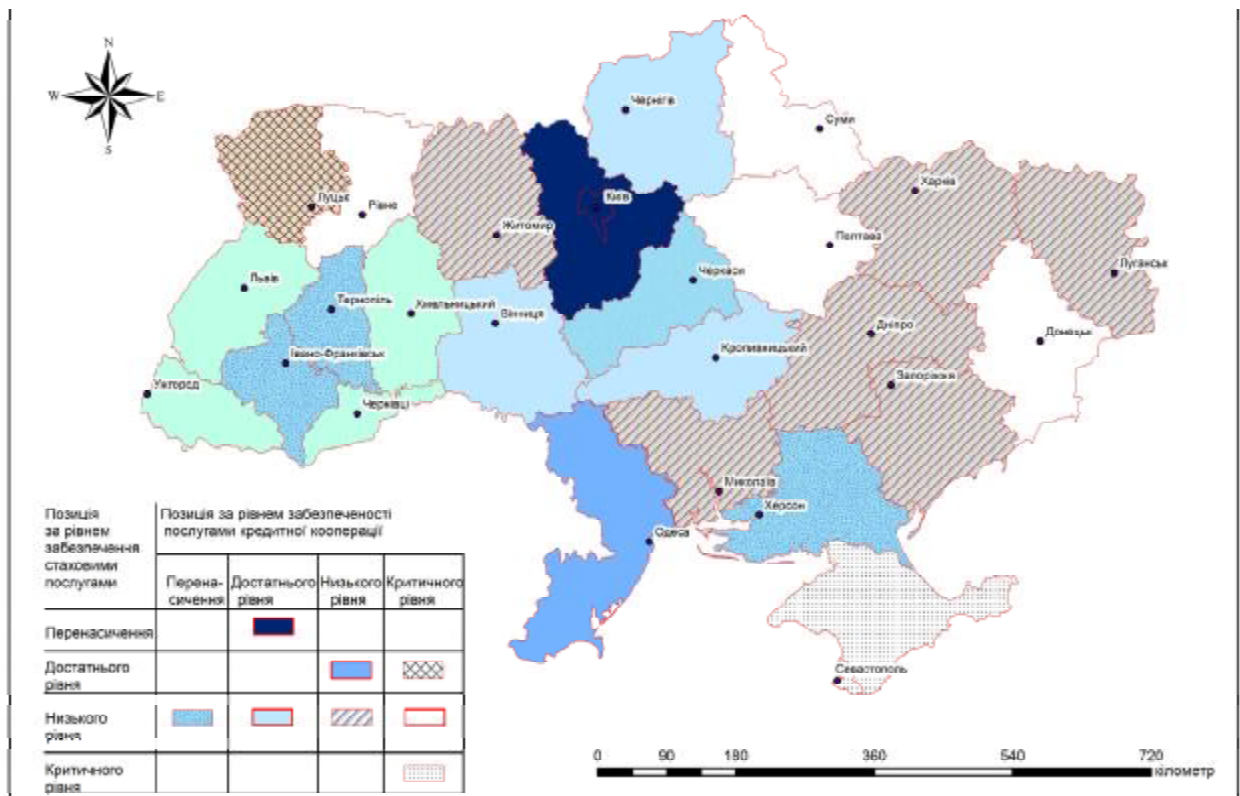 N
W E
S
Чернігів
Суми
Луцьк
Рівне
Київ
Харків
Житомир
Полтава
Львів
Черкаси
Луганськ
Тернопіль
Хмельницький
Вінниця
Дніпро
Донецьк
Івано-Франківськ
Кропивницький
Запоріжжя
Ужгород
Чернівці
Миколаїв
Херсон
Одеса
Севастополь
Позиція
за рівнем
забезпечення
стаховими
послугами
Позиція за рівнем забезпеченості
послугами кредитної кооперації
Перена-
сичення
Достатнього
рівня
Низького
рівня
Критичного
рівня
Перенасичення
Достатнього
рівня
Низького
рівня
Критичного
рівня
0 90 180 360 540 720
кілометр